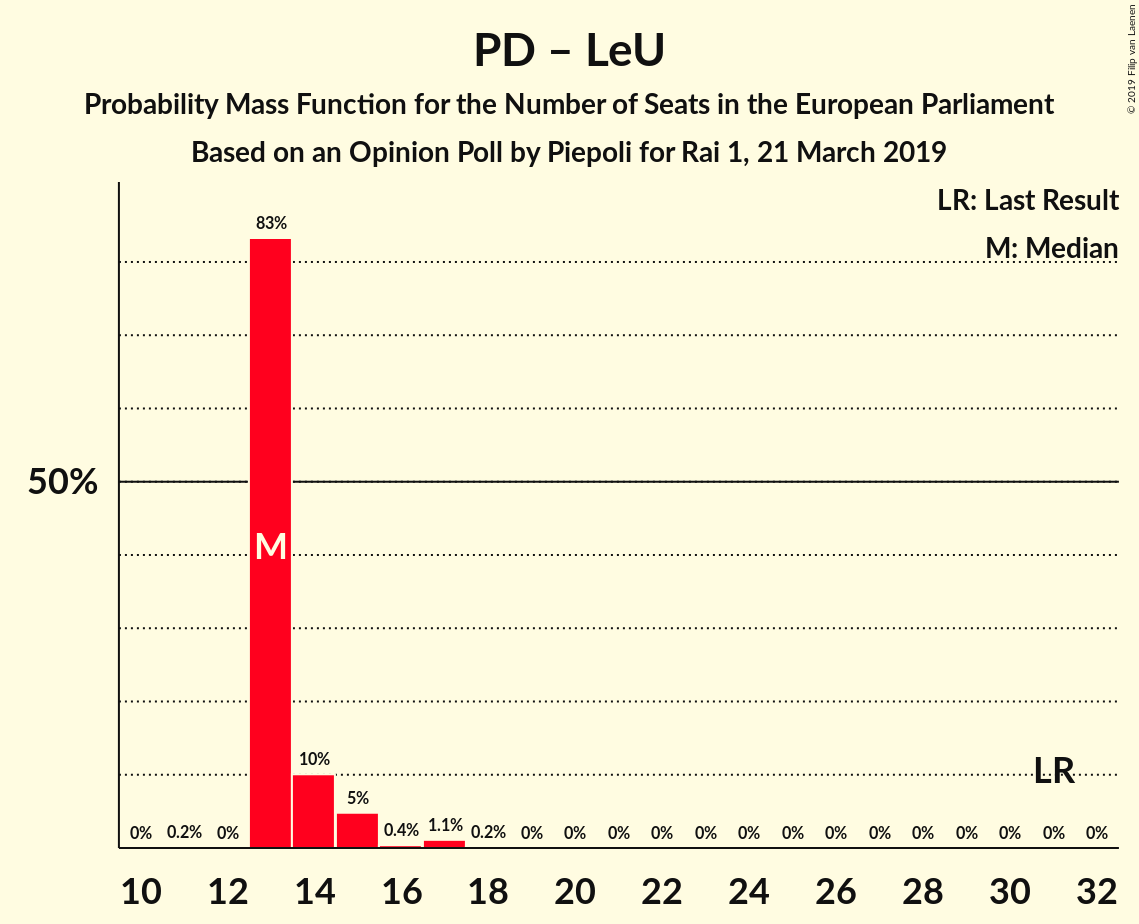 PD – LeU
Probability Mass Function for the Number of Seats in the European Parliament
Based on an Opinion Poll by Piepoli for Rai 1, 21 March 2019
© 2019 Filip van Laenen
LR: Last Result
M: Median
83%
50%
M
10%
LR
5%
0% 0.2% 0% 0.4% 1.1% 0.2% 0% 0% 0% 0% 0% 0% 0% 0% 0% 0% 0% 0% 0% 0%
10 12 14 16 18 20 22 24 26 28 30 32